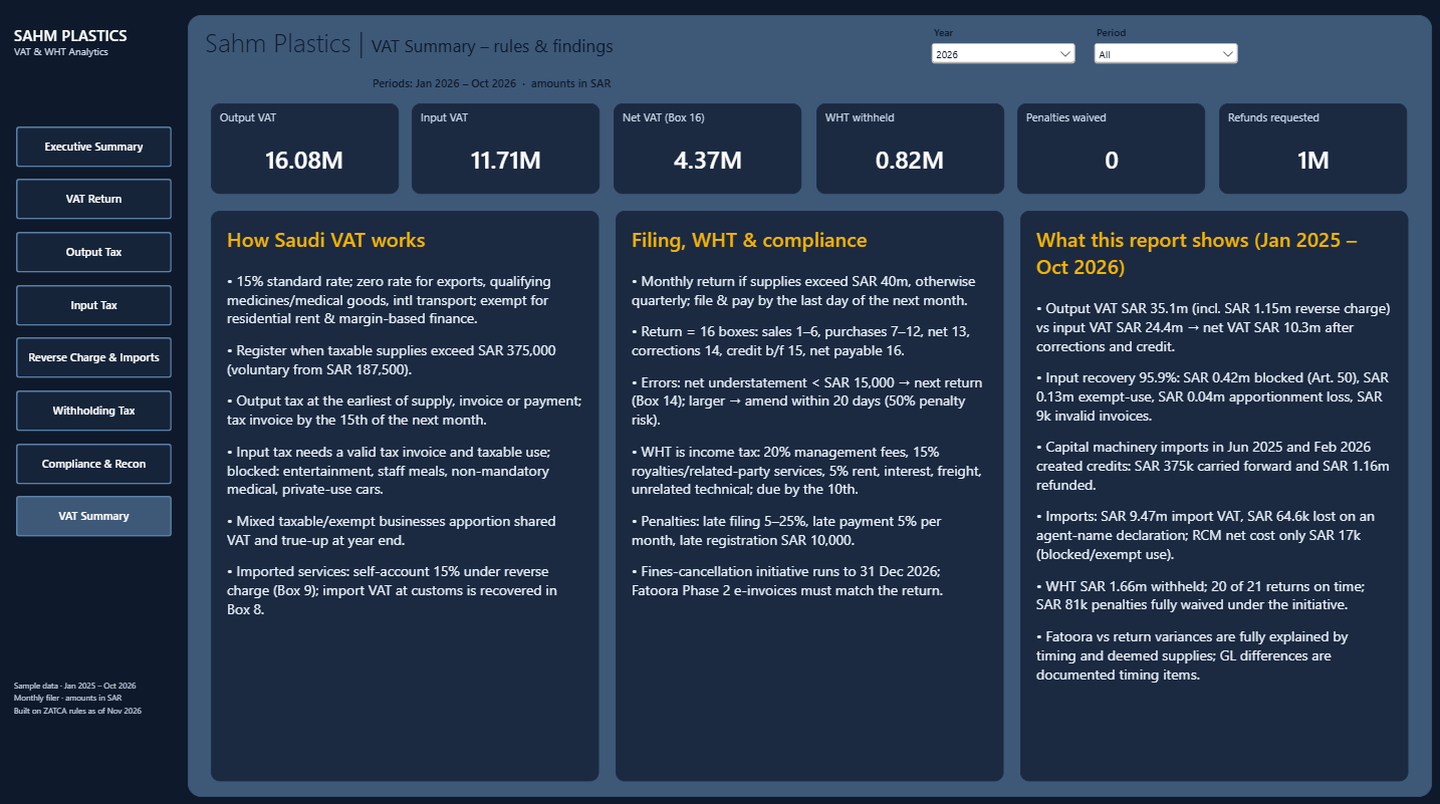 SAHM PLASTICS
VAT & WHT Analytics
Executive Summary
VAT Return
Output Tax
Input Tax
Reverse Charge & Imports
Withholding Tax
Compliance & Recon
VAT Summary
Sample data · Jan 2025 – Oct 2026
Monthly filer · amounts in SAR
Built on ZATCA rules as of Nov 2026
Sahm Plastics | VAT Summary – rules & findings
Periods: Jan 2026 – Oct 2026 · amounts in SAR
Year
2026
Period
All
Output VAT
16.08M
Input VAT
11.71M
Net VAT (Box 16)
4.37M
WHT withheld
0.82M
Penalties waived
0
Refunds requested
1M
How Saudi VAT works
• 15% standard rate; zero rate for exports, qualifying
medicines/medical goods, intl transport; exempt for
residential rent & margin-based finance.
• Register when taxable supplies exceed SAR 375,000
(voluntary from SAR 187,500).
• Output tax at the earliest of supply, invoice or payment;
tax invoice by the 15th of the next month.
• Input tax needs a valid tax invoice and taxable use;
blocked: entertainment, staff meals, non-mandatory
medical, private-use cars.
• Mixed taxable/exempt businesses apportion shared
VAT and true-up at year end.
• Imported services: self-account 15% under reverse
charge (Box 9); import VAT at customs is recovered in
Box 8.
Filing, WHT & compliance
• Monthly return if supplies exceed SAR 40m, otherwise
quarterly; file & pay by the last day of the next month.
• Return = 16 boxes: sales 1–6, purchases 7–12, net 13,
corrections 14, credit b/f 15, net payable 16.
• Errors: net understatement < SAR 15,000 → next return
(Box 14); larger → amend within 20 days (50% penalty
risk).
• WHT is income tax: 20% management fees, 15%
royalties/related-party services, 5% rent, interest, freight,
unrelated technical; due by the 10th.
• Penalties: late filing 5–25%, late payment 5% per
month, late registration SAR 10,000.
• Fines-cancellation initiative runs to 31 Dec 2026;
Fatoora Phase 2 e-invoices must match the return.
What this report shows (Jan 2025 –
Oct 2026)
• Output VAT SAR 35.1m (incl. SAR 1.15m reverse charge)
vs input VAT SAR 24.4m → net VAT SAR 10.3m after
corrections and credit.
• Input recovery 95.9%: SAR 0.42m blocked (Art. 50), SAR
0.13m exempt-use, SAR 0.04m apportionment loss, SAR
9k invalid invoices.
• Capital machinery imports in Jun 2025 and Feb 2026
created credits: SAR 375k carried forward and SAR 1.16m
refunded.
• Imports: SAR 9.47m import VAT, SAR 64.6k lost on an
agent-name declaration; RCM net cost only SAR 17k
(blocked/exempt use).
• WHT SAR 1.66m withheld; 20 of 21 returns on time;
SAR 81k penalties fully waived under the initiative.
• Fatoora vs return variances are fully explained by
timing and deemed supplies; GL differences are
documented timing items.